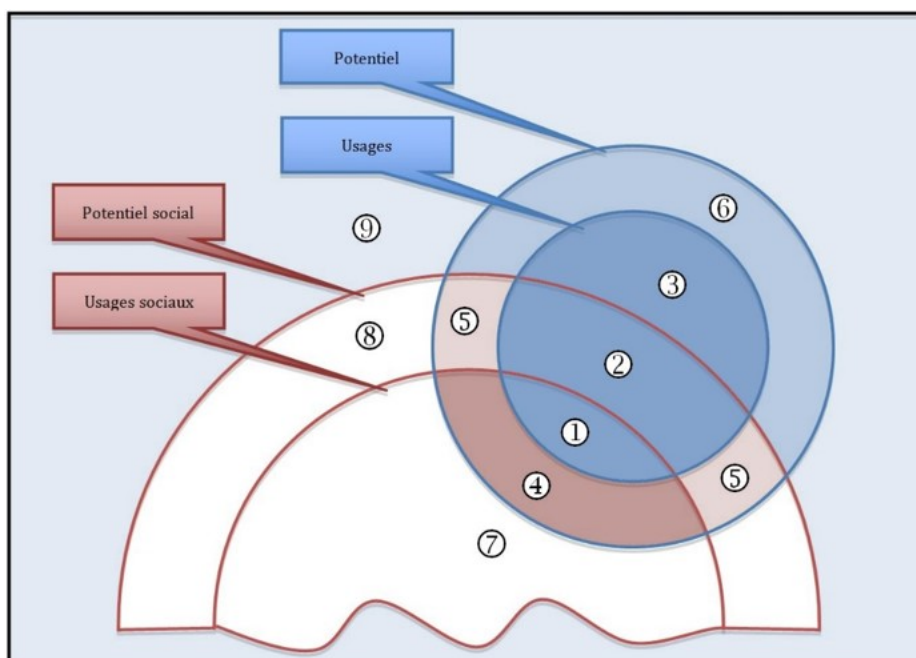 Potentiel
Usages
Potentiel social
Usages sociaux
⑥
⑨
③
⑤
⑧
②
①
⑤
④
⑦